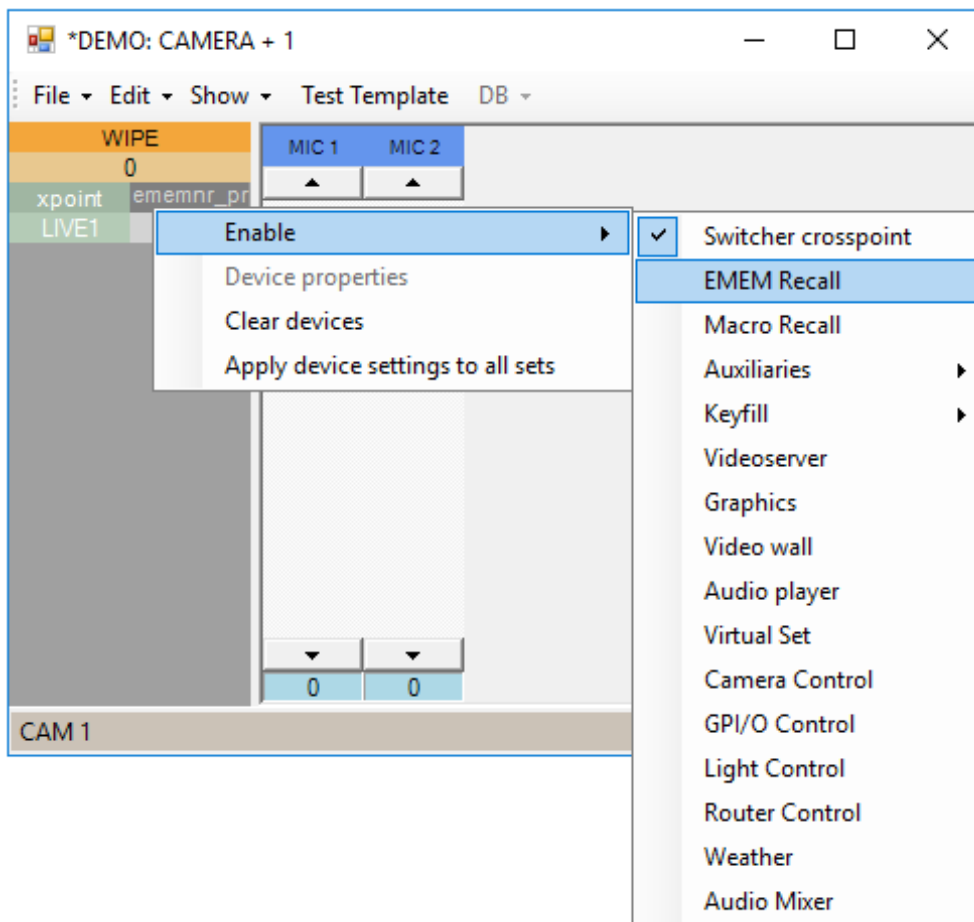 *DEMO: CAMERA + 1
File Edit Show Test Template DB
WIPE
0
xpoint ememnr_pr
LIVE1
MIC 1 MIC 2
Enable
Device properties
Clear devices
Apply device settings to all sets
Switcher crosspoint
EMEM Recall
Macro Recall
Auxiliaries
Keyfill
Videoserver
Graphics
Video wall
Audio player
Virtual Set
Camera Control
GPI/O Control
Light Control
Router Control
Weather
Audio Mixer
0 0
CAM 1